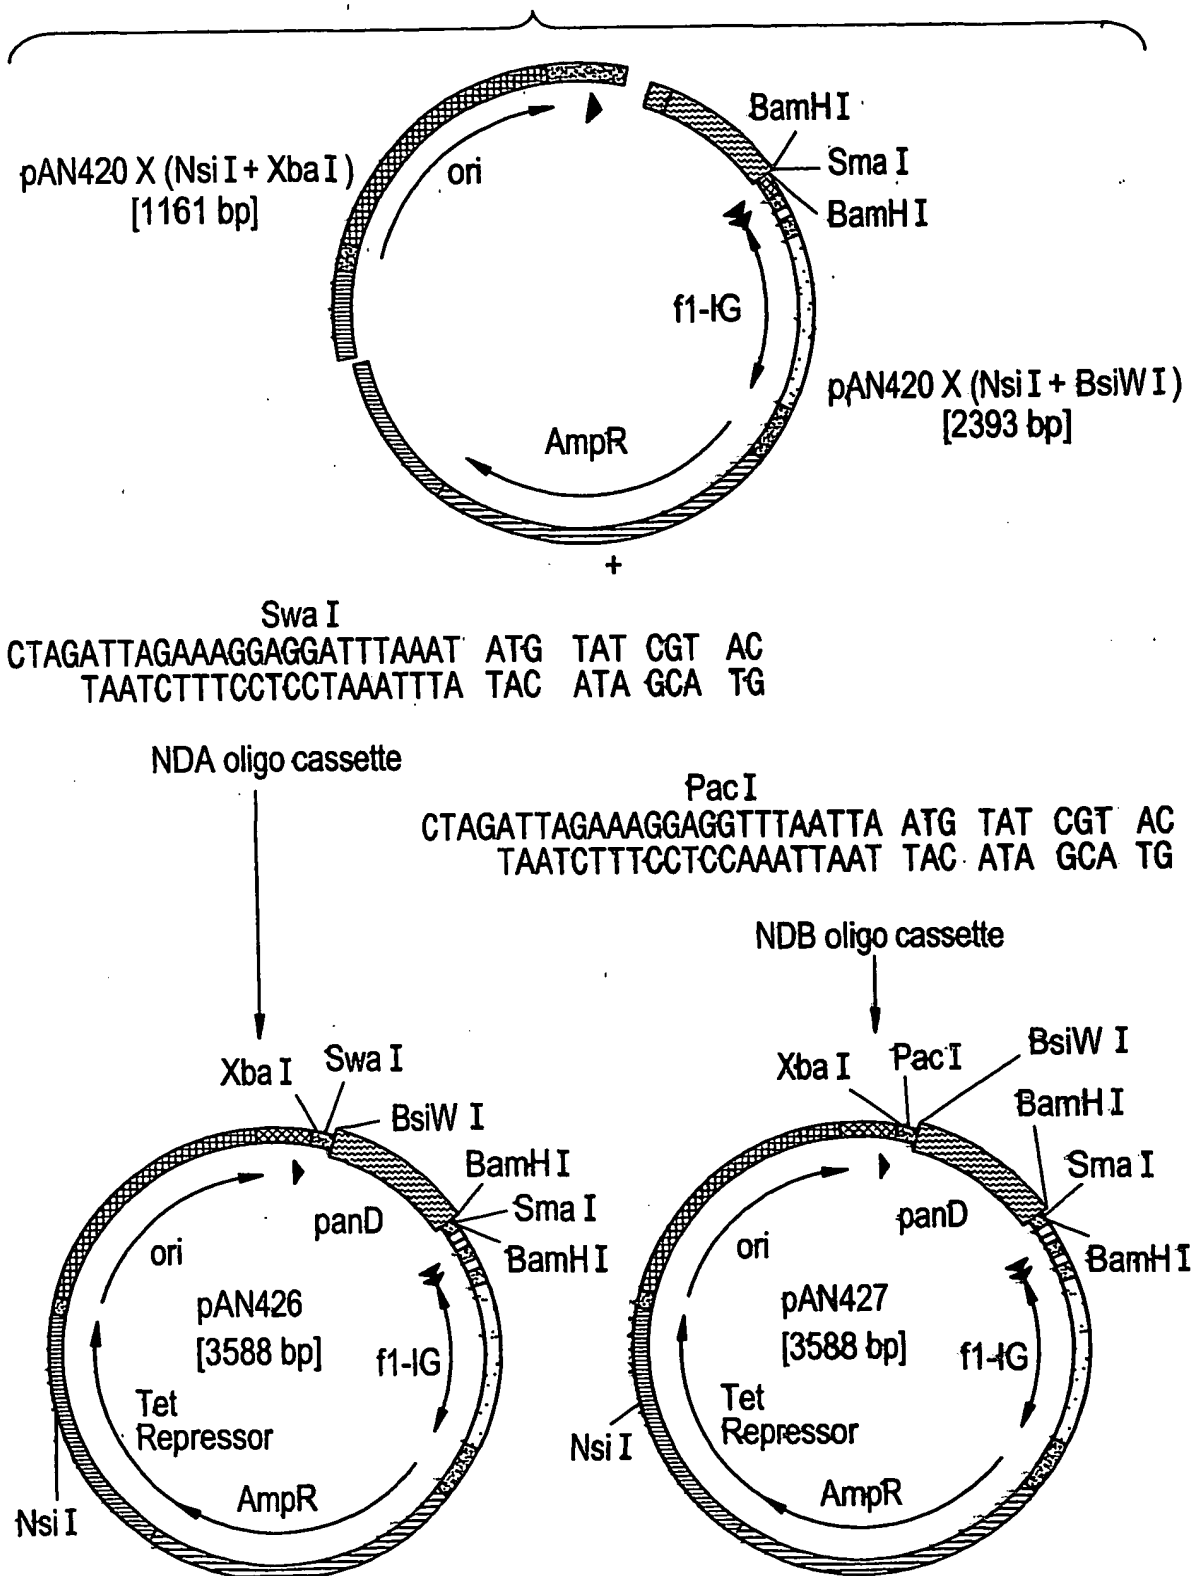 BamH I
Sma I
BamH I
pAN420 X (Nsi I + Xba I)
[1161 bp]
ori
f1-IG
pAN420 X (Nsi I + BsiW I)
[2393 bp]
AmpR
+
Swa I
CTAGATTAGAAAGGAGGATTTAAAT ATG TAT CGT AC
TAATCTTTCCTCCTAAATTTA TAC ATA GCA TG
NDA oligo cassette
Pac I
CTAGATTAGAAAGGAGGTTTAATTA ATG TAT CGT AC
TAATCTTTCCTCCAAATTAAT TAC ATA GCA TG
NDB oligo cassette
Xba I
Swa I
BsiW I
BamH I
Sma I
BamH I
panD
ori
pAN426
[3588 bp]
f1-IG
Tet
Repressor
AmpR
Nsi I
Xba I
Pac I
BsiW I
BamH I
Sma I
BamH I
panD
ori
pAN427
[3588 bp]
f1-IG
Tet
Repressor
Nsi I
AmpR